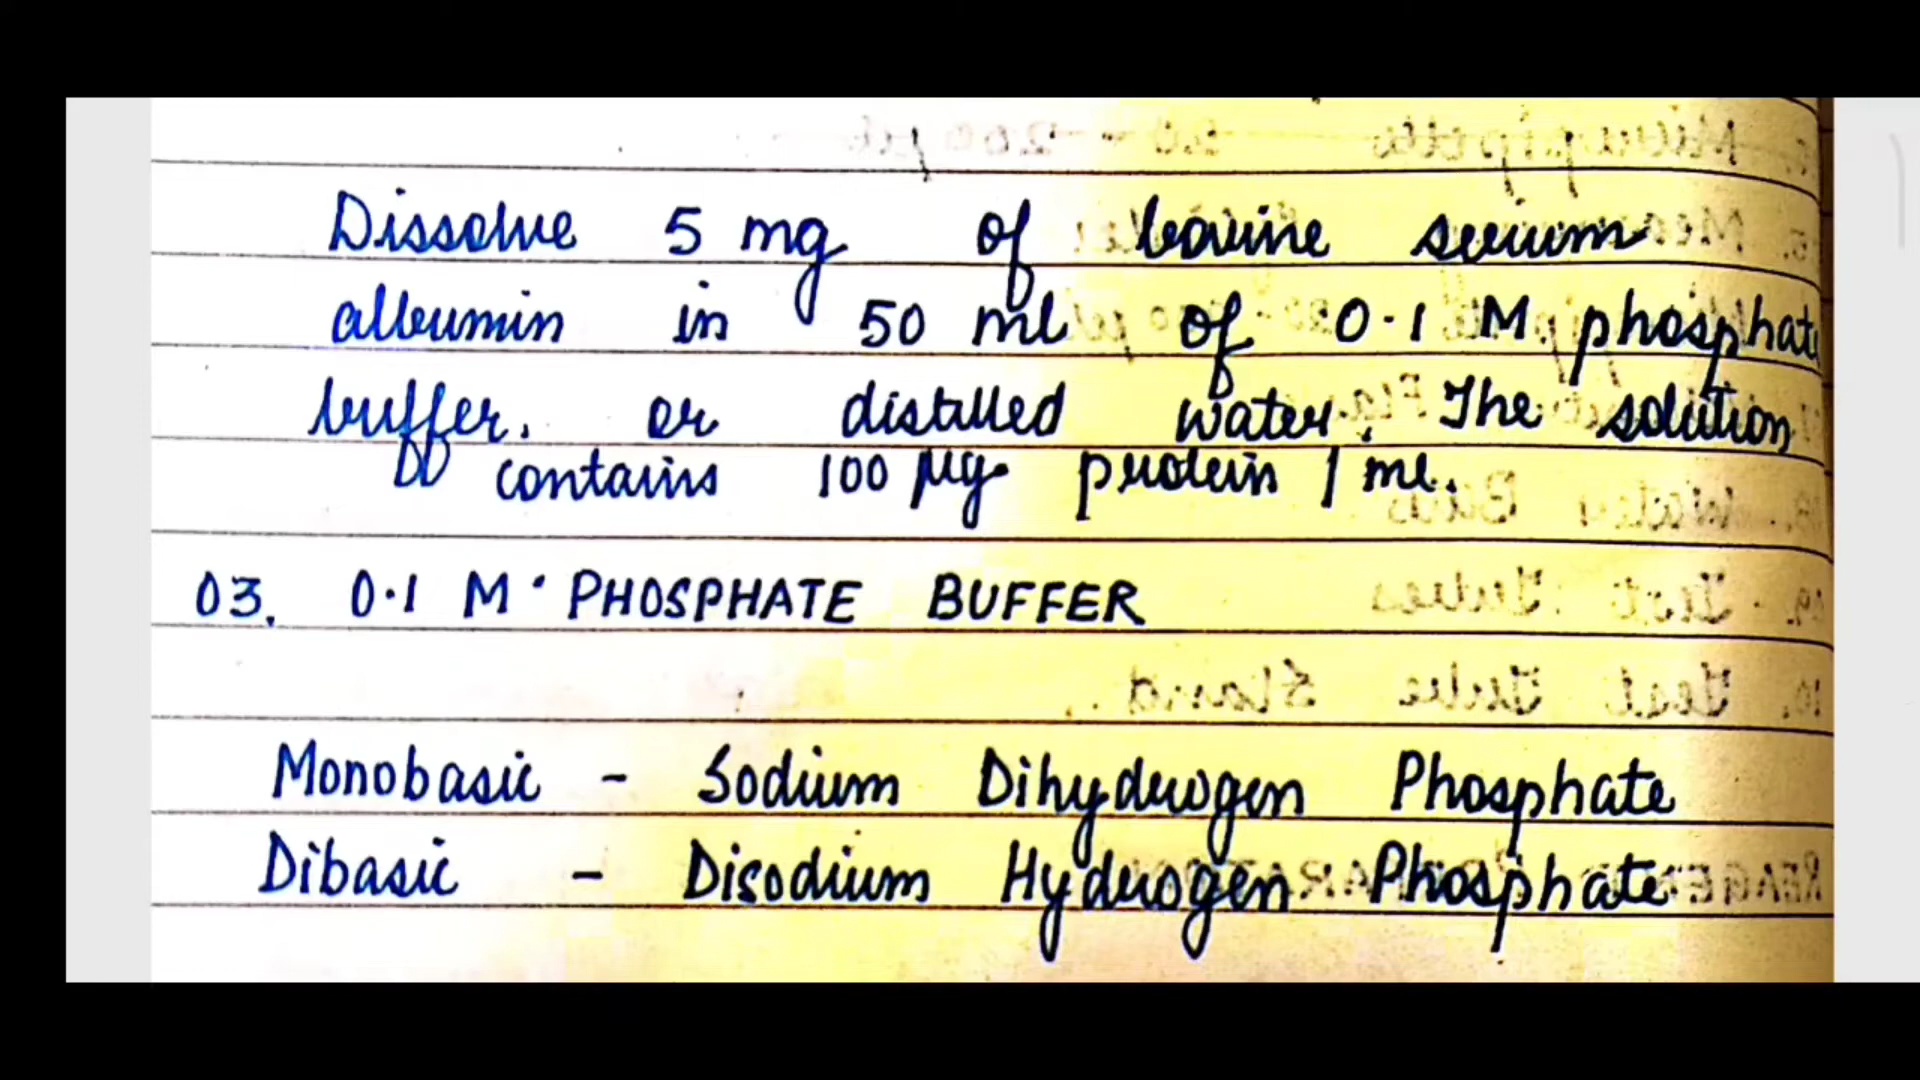 Dissolve 5 mg of bovine serum
albumin in 50 ml of 0.1 M. phosphate
buffer. or distilled water. The solution
contains 100 µg protein / ml.
03. 0.1 M. PHOSPHATE BUFFER
Monobasic - Sodium Dihydrogen Phosphate
Dibasic - Disodium Hydrogen Phosphate